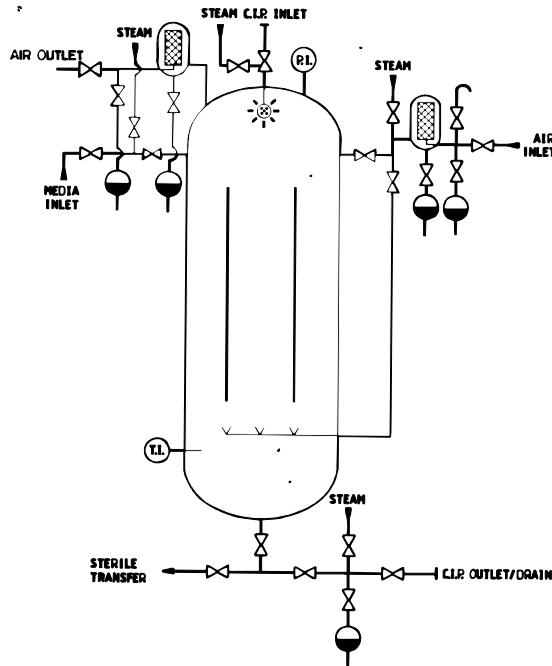 STEAM C.I.P. INLET
STEAM
AIR OUTLET
P.I.
STEAM
AIR
INLET
MEDIA
INLET
T.I.
STEAM
STERILE
TRANSFER
C.I.P. OUTLET/DRAIN